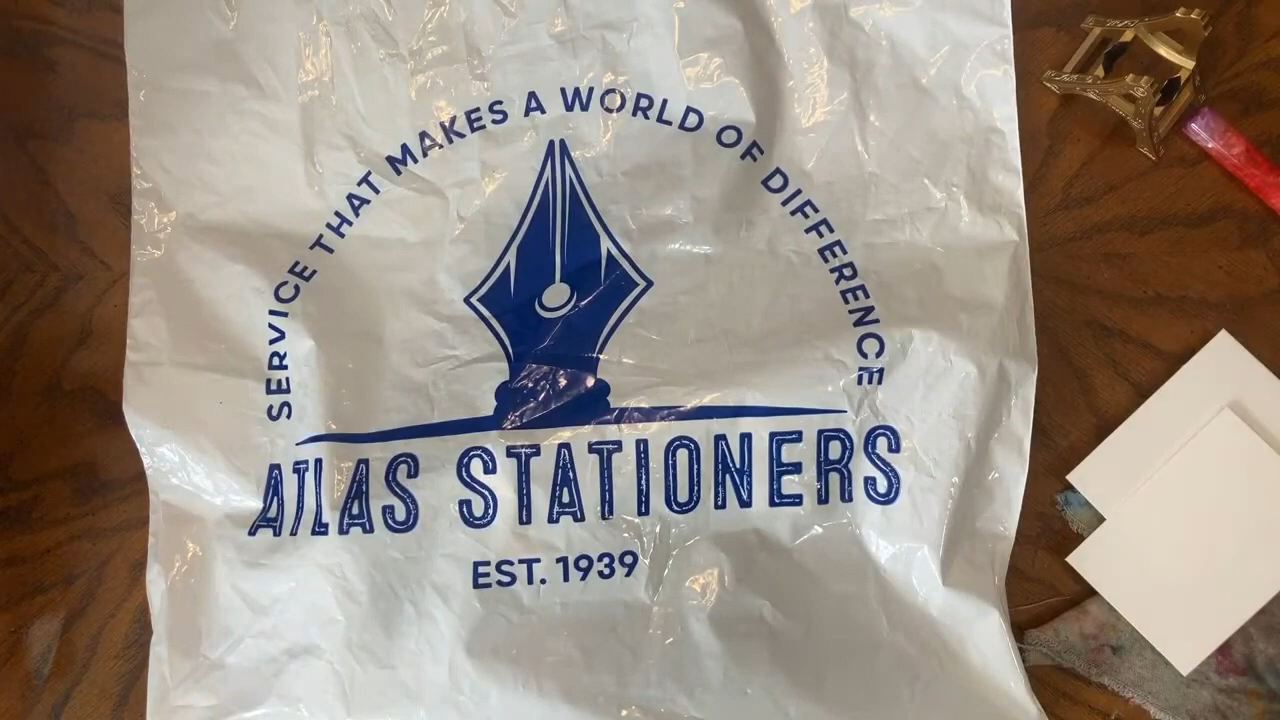 SERVICE THAT MAKES A WORLD OF DIFFERENCE
ATLAS STATIONERS
EST. 1939